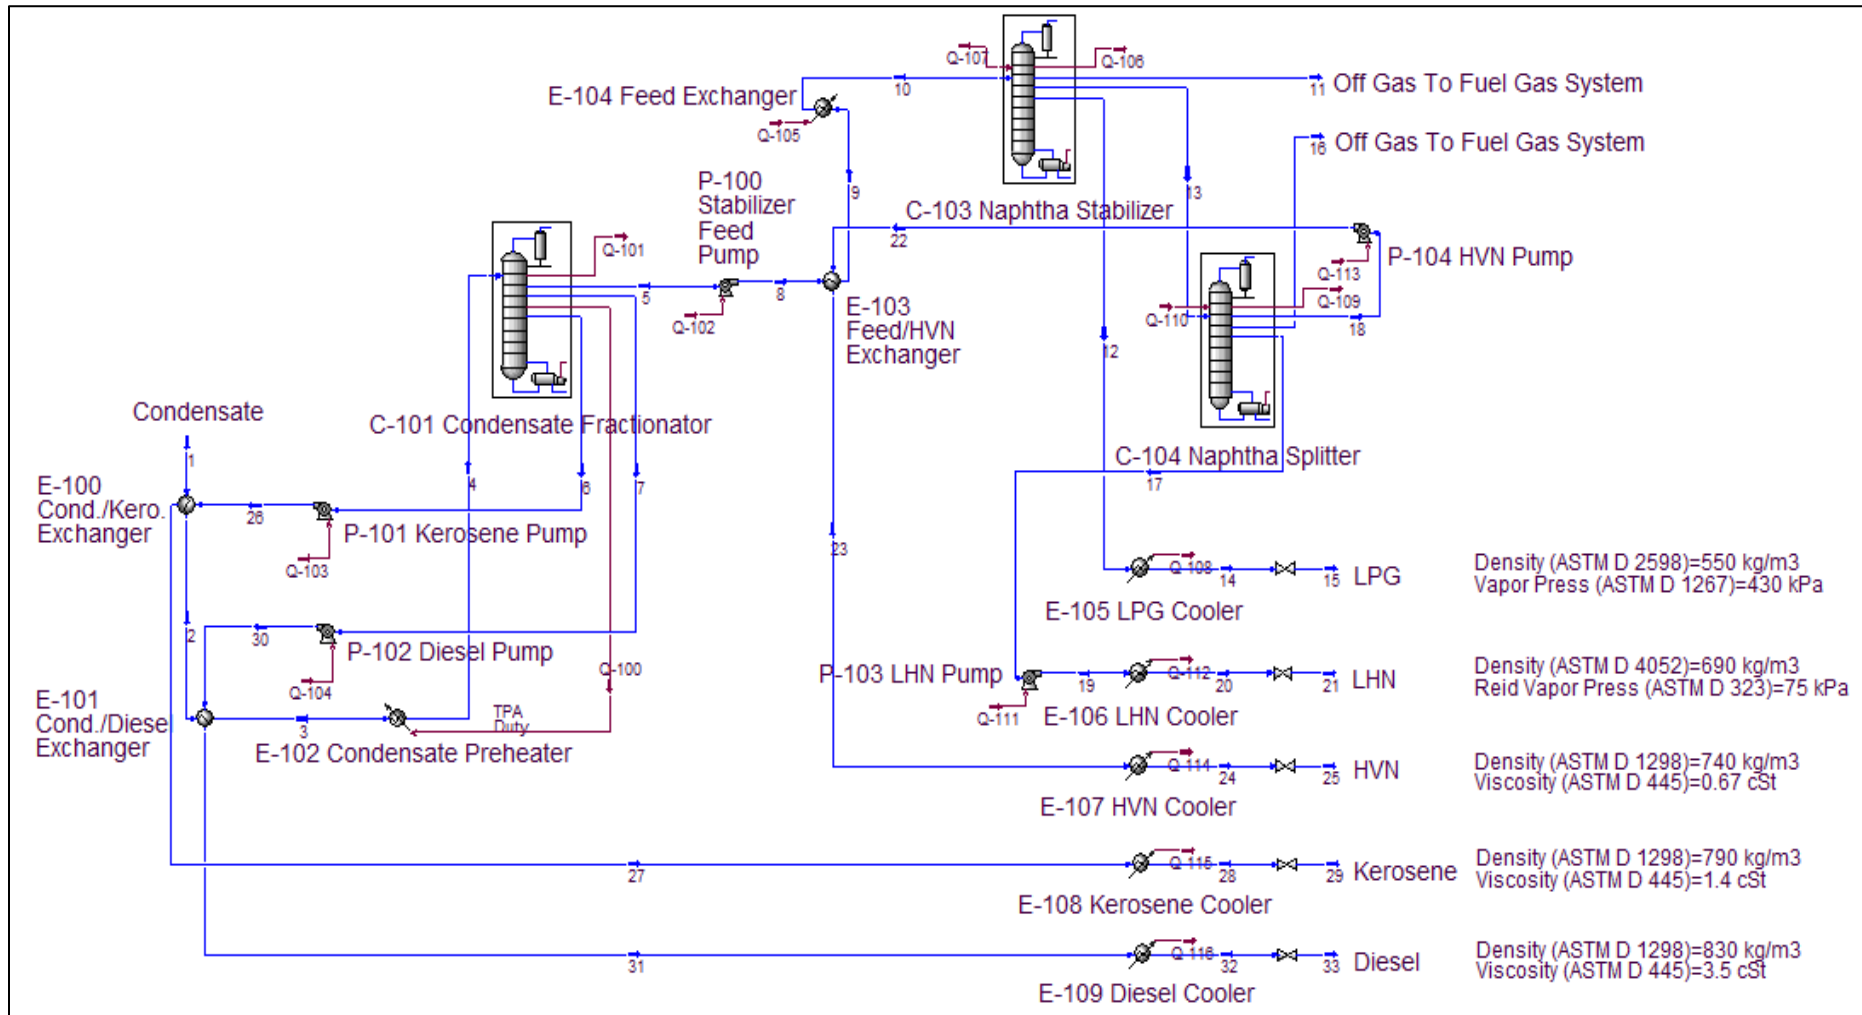 Q-107
Q-106
10
11
Off Gas To Fuel Gas System
E-104 Feed Exchanger
Q-105
16
Off Gas To Fuel Gas System
P-100
Stabilizer
Feed
Pump
9
13
C-103 Naphtha Stabilizer
22
P-104 HVN Pump
Q-113
Q-101
5
Q-102
8
E-103
Feed/HVN
Exchanger
Q-109
Q-110
18
12
Condensate
C-101 Condensate Fractionator
C-104 Naphtha Splitter
1
4
6
7
17
E-100
Cond./Kero.
Exchanger
26
P-101 Kerosene Pump
Q-103
23
2
30
P-102 Diesel Pump
Q-104
Q-100
E-101
Cond./Diesel
Exchanger
3
TPA
Duty
E-102 Condensate Preheater
Q-108
14
15
LPG
Density (ASTM D 2598)=550 kg/m3
Vapor Press (ASTM D 1267)=430 kPa
E-105 LPG Cooler
P-103 LHN Pump
Q-111
19
Q-112
20
21
LHN
Density (ASTM D 4052)=690 kg/m3
Reid Vapor Press (ASTM D 323)=75 kPa
E-106 LHN Cooler
Q-114
24
25
HVN
Density (ASTM D 1298)=740 kg/m3
Viscosity (ASTM D 445)=0.67 cSt
E-107 HVN Cooler
27
Q-115
28
29
Kerosene
Density (ASTM D 1298)=790 kg/m3
Viscosity (ASTM D 445)=1.4 cSt
E-108 Kerosene Cooler
31
Q-116
32
33
Diesel
Density (ASTM D 1298)=830 kg/m3
Viscosity (ASTM D 445)=3.5 cSt
E-109 Diesel Cooler